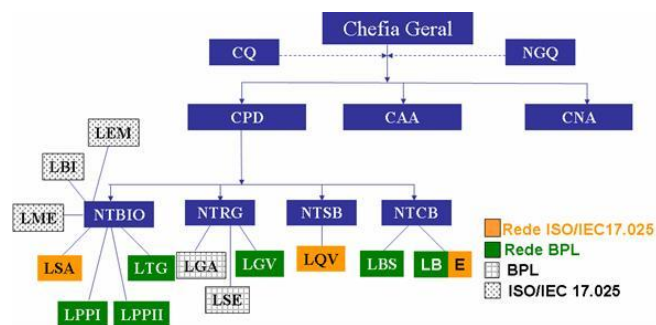 Chefia Geral
CQ
NGQ
CPD
CAA
CNA
LEM
LBI
LME
NTBIO
NTRG
NTSB
NTCB
LSA
LTG
LGA
LGV
LQV
LBS
LB E
LSE
LPPI
LPPII
Rede ISO/IEC17.025
Rede BPL
BPL
ISO/IEC 17.025